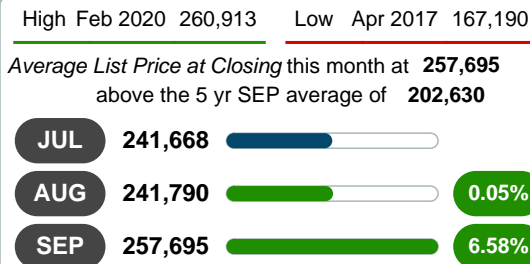 High Feb 2020 260,913 Low Apr 2017 167,190
Average List Price at Closing this month at 257,695
above the 5 yr SEP average of 202,630
JUL 241,668
AUG 241,790 0.05%
SEP 257,695 6.58%